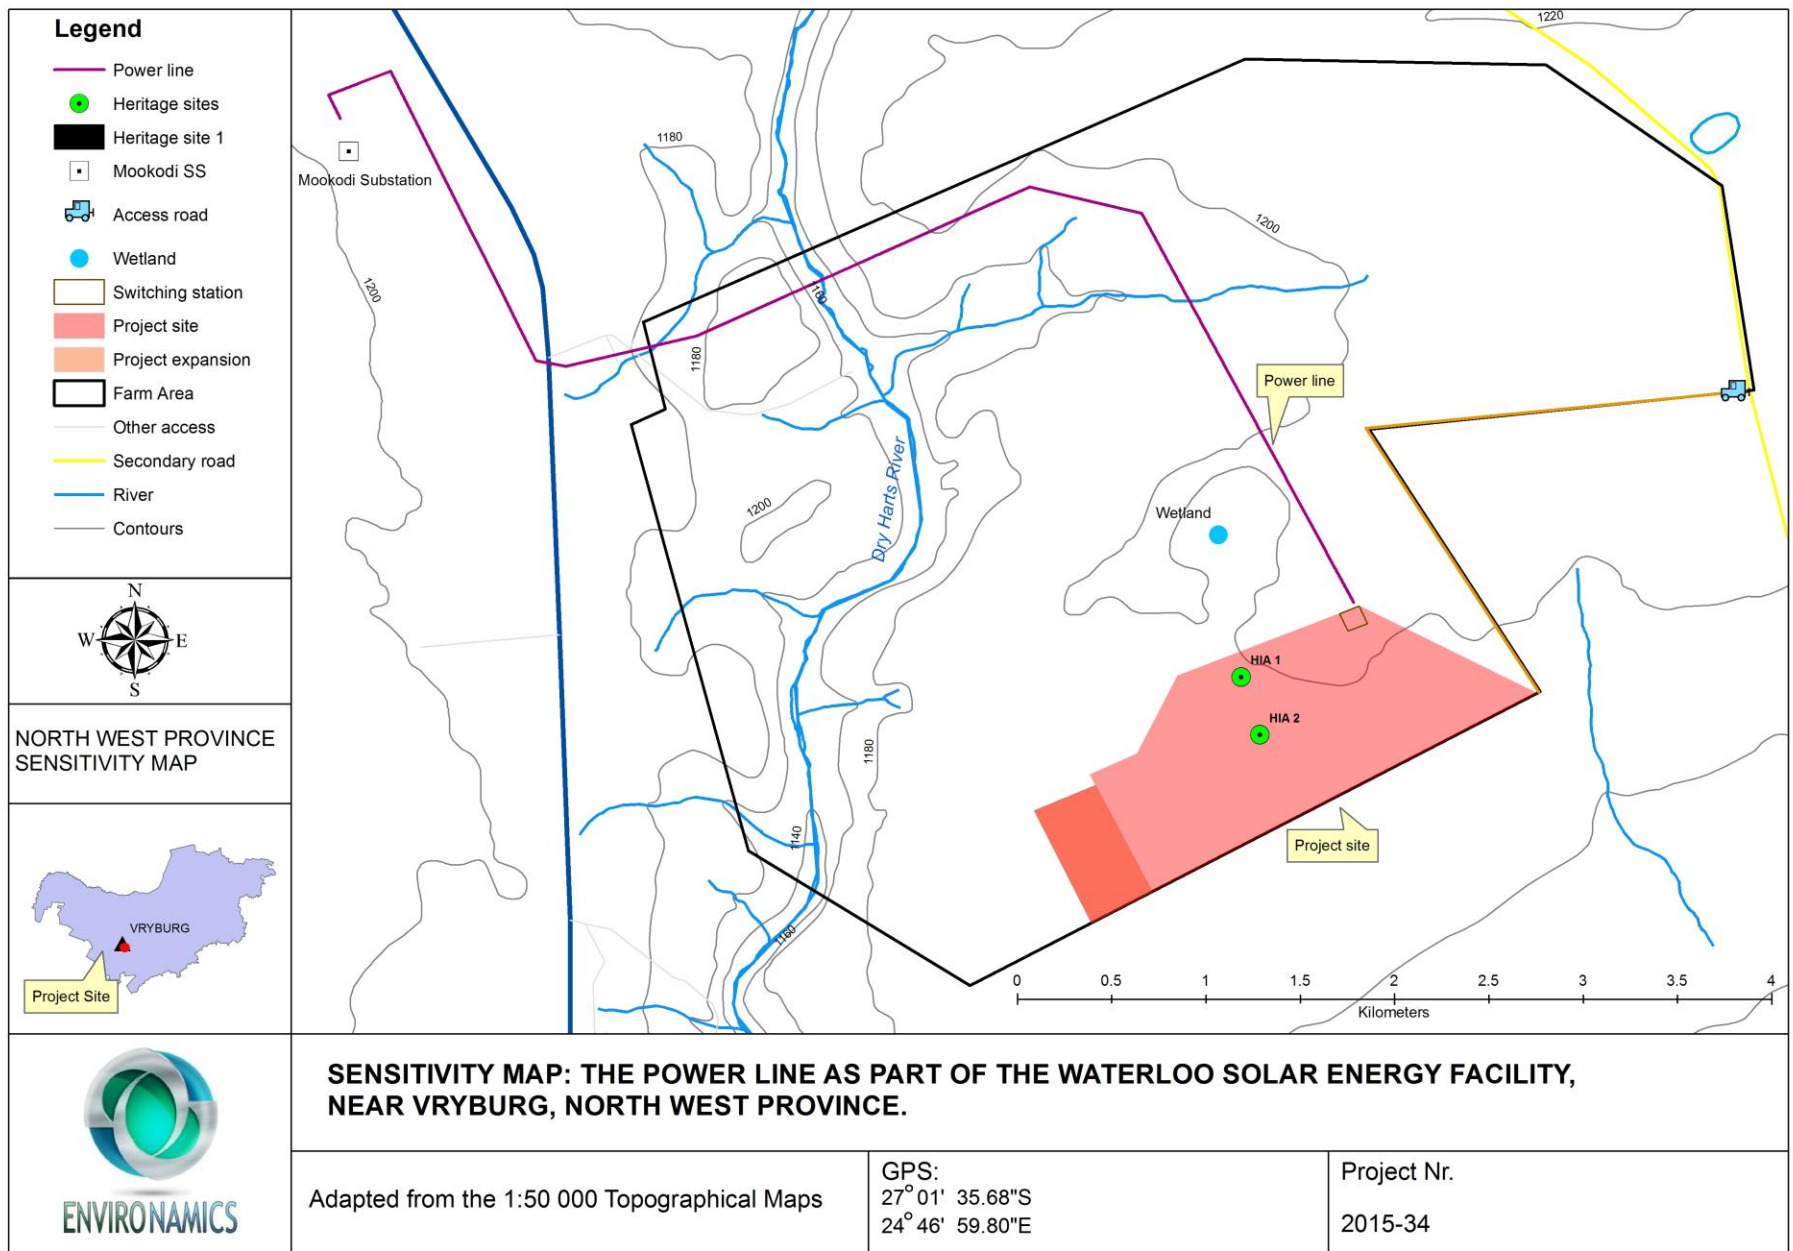 Legend
Power line
Heritage sites
Heritage site 1
Mookodi SS
Access road
Wetland
Switching station
Project site
Project expansion
Farm Area
Other access
Secondary road
River
Contours
N
W E
S
NORTH WEST PROVINCE
SENSITIVITY MAP
VRYBURG
Project Site
ENVIRONAMICS
1220
1180
Mookodi Substation
1200
1200
1160
1180
Power line
1200
Dry Harts River
Wetland
HIA 1
HIA 2
1180
1140
Project site
1160
0 0.5 1 1.5 2 2.5 3 3.5 4
Kilometers
SENSITIVITY MAP: THE POWER LINE AS PART OF THE WATERLOO SOLAR ENERGY FACILITY,
NEAR VRYBURG, NORTH WEST PROVINCE.
Adapted from the 1:50 000 Topographical Maps
GPS:
27° 01' 35.68"S
24° 46' 59.80"E
Project Nr.
2015-34